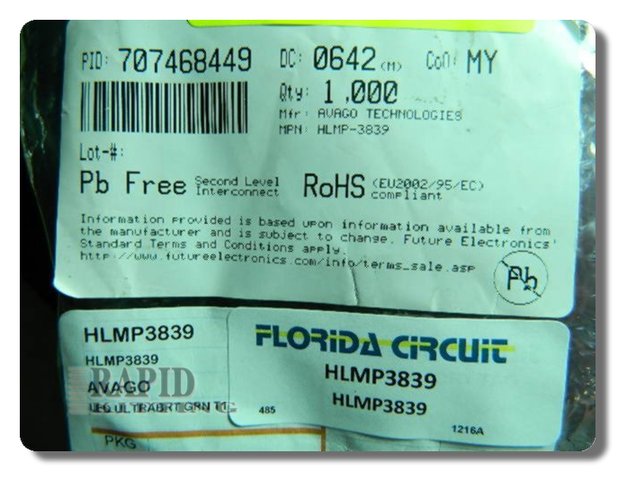 PID: 707468449 DC: 0642 (M) CoO: MY
Qty: 1,000
Mfr: AVAGO TECHNOLOGIES
MPN: HLMP-3839
Lot-#:
Pb Free Second Level Interconnect RoHS (EU2002/95/EC) compliant
Information provided is based upon information available from
the manufacturer and is subject to change. Future Electronics'
Standard Terms and Conditions apply.
http://www.futureelectronics.com/info/terms_sale.asp
Pb
HLMP3839
HLMP3839
AVAGO
RAPID
LED ULTRABRT GRN T1
PKG
FLORIDA CIRCUIT
HLMP3839
HLMP3839
485
1216A